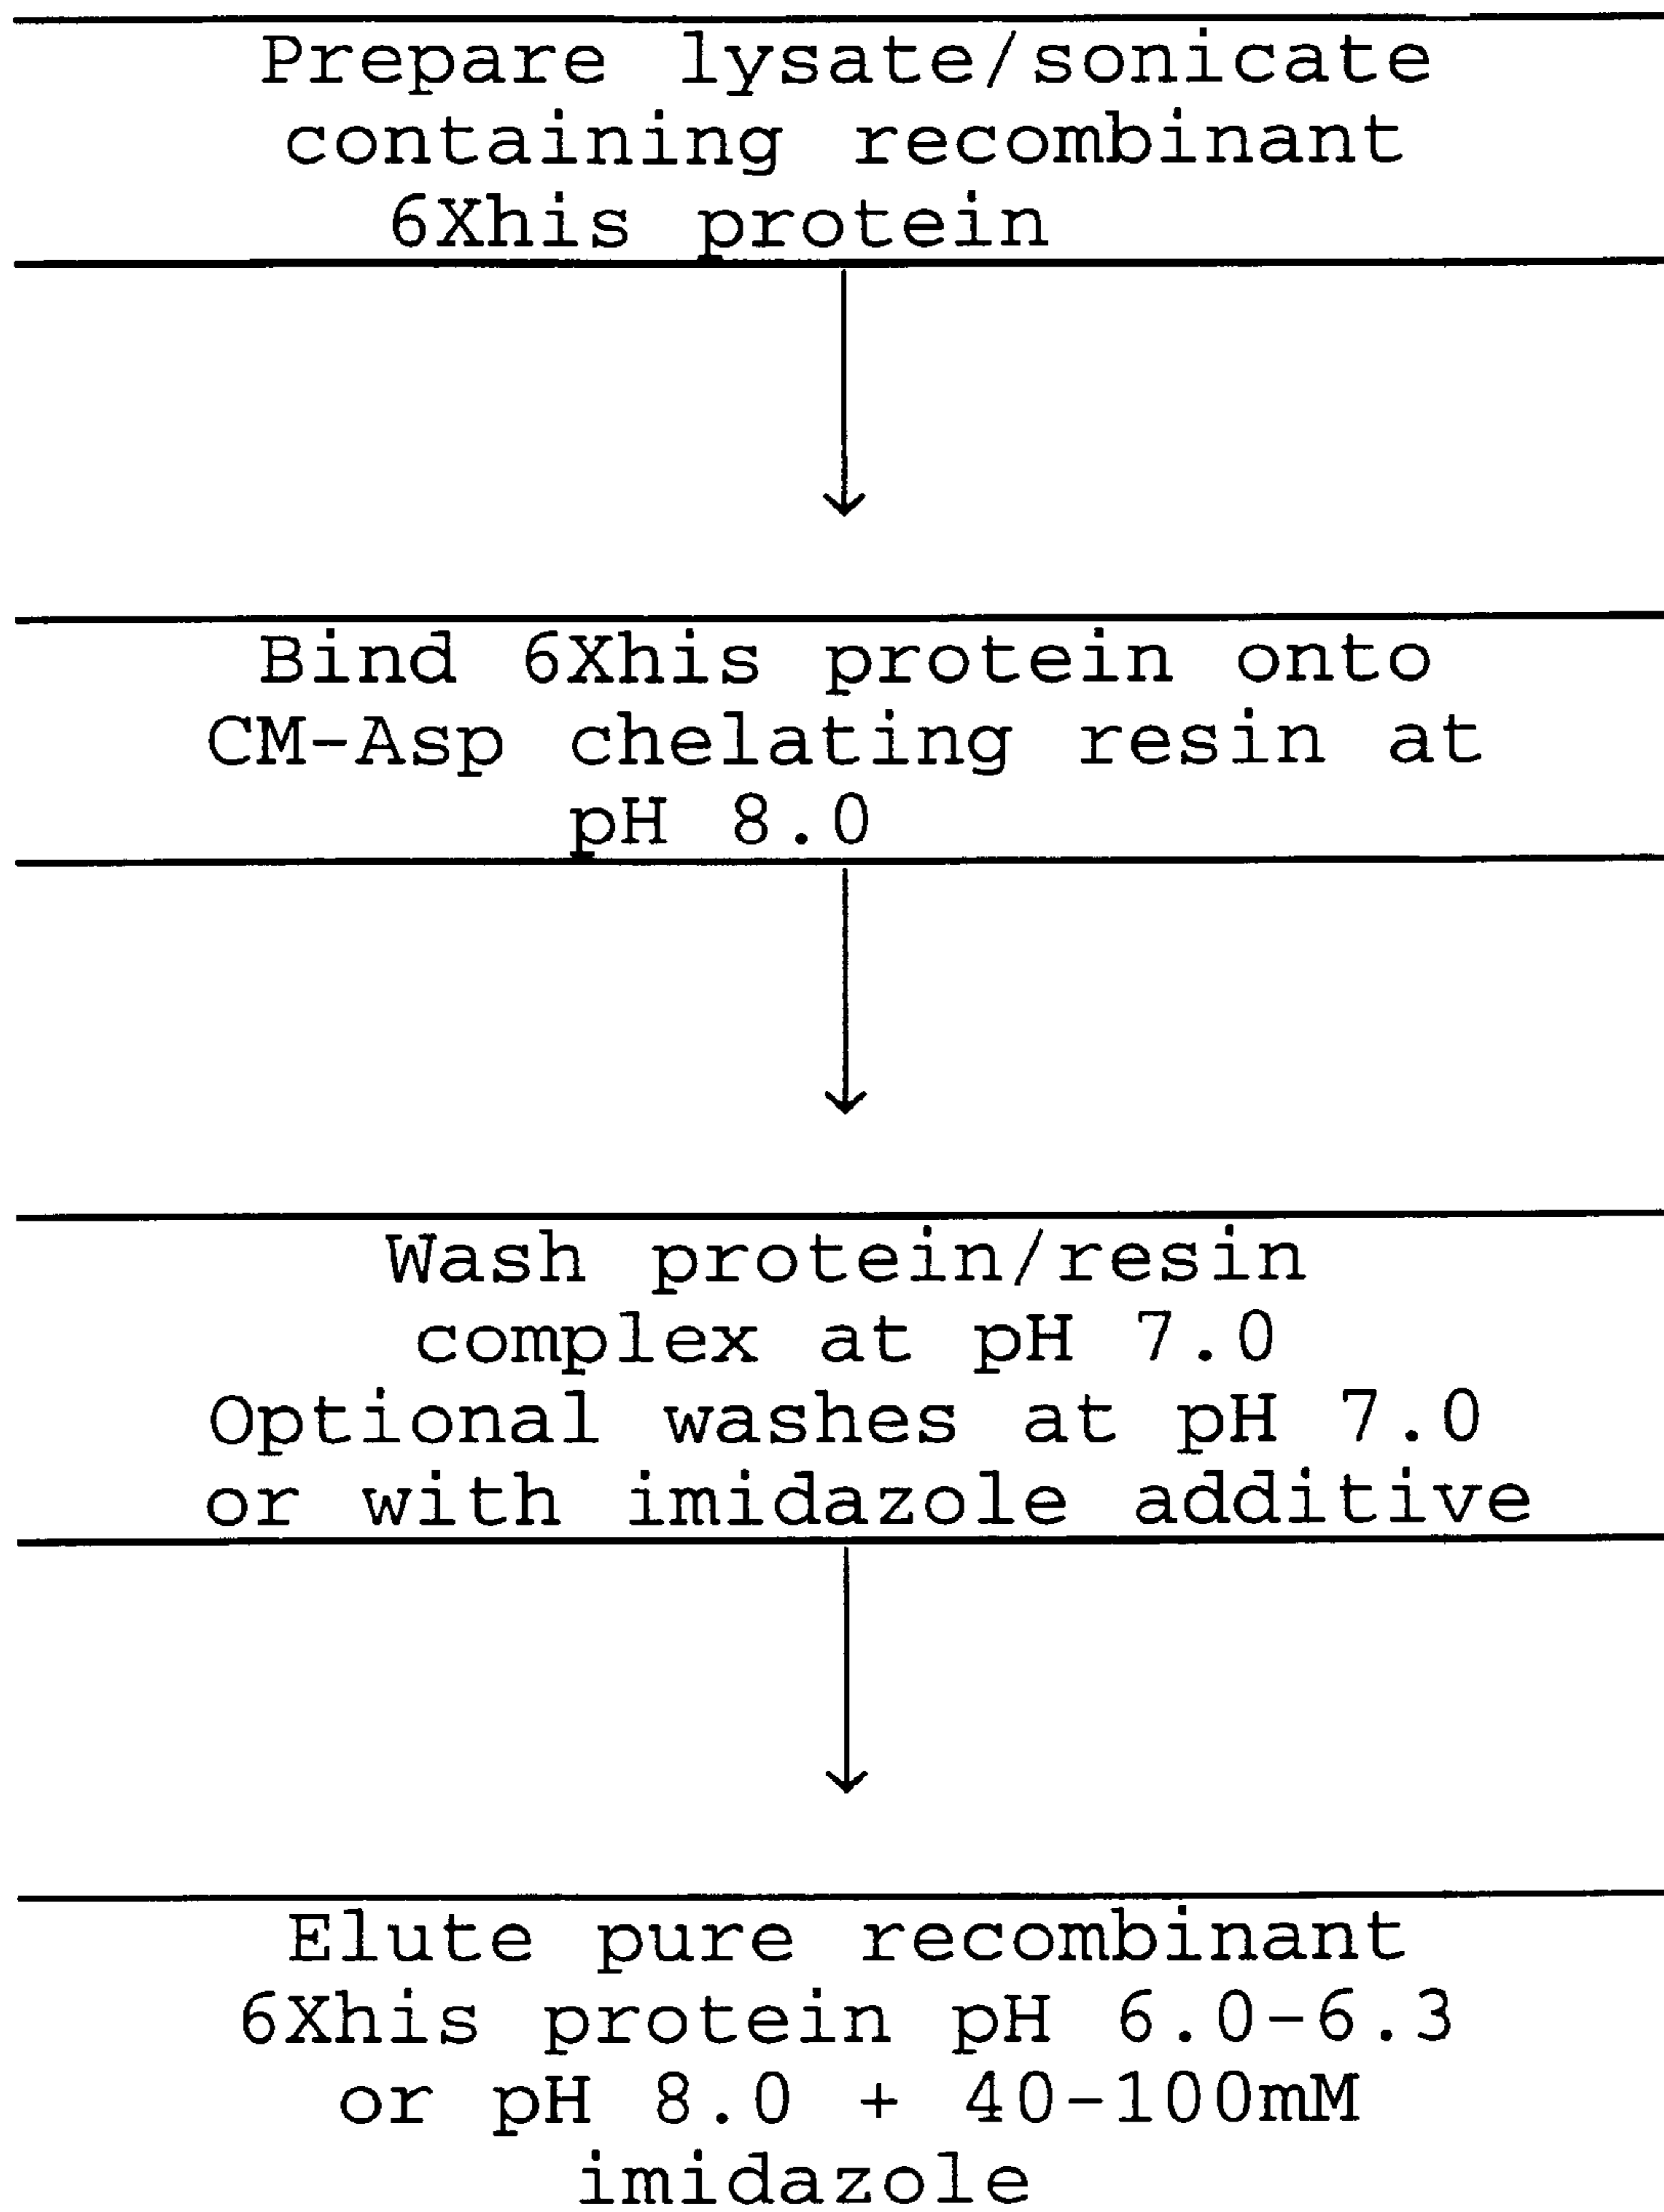 Prepare lysate/sonicate
containing recombinant
6Xhis protein
Bind 6Xhis protein onto
CM-Asp chelating resin at
pH 8.0
Wash protein/resin
complex at pH 7.0
Optional washes at pH 7.0
or with imidazole additive
Elute pure recombinant
6Xhis protein pH 6.0-6.3
or pH 8.0 + 40-100mM
imidazole